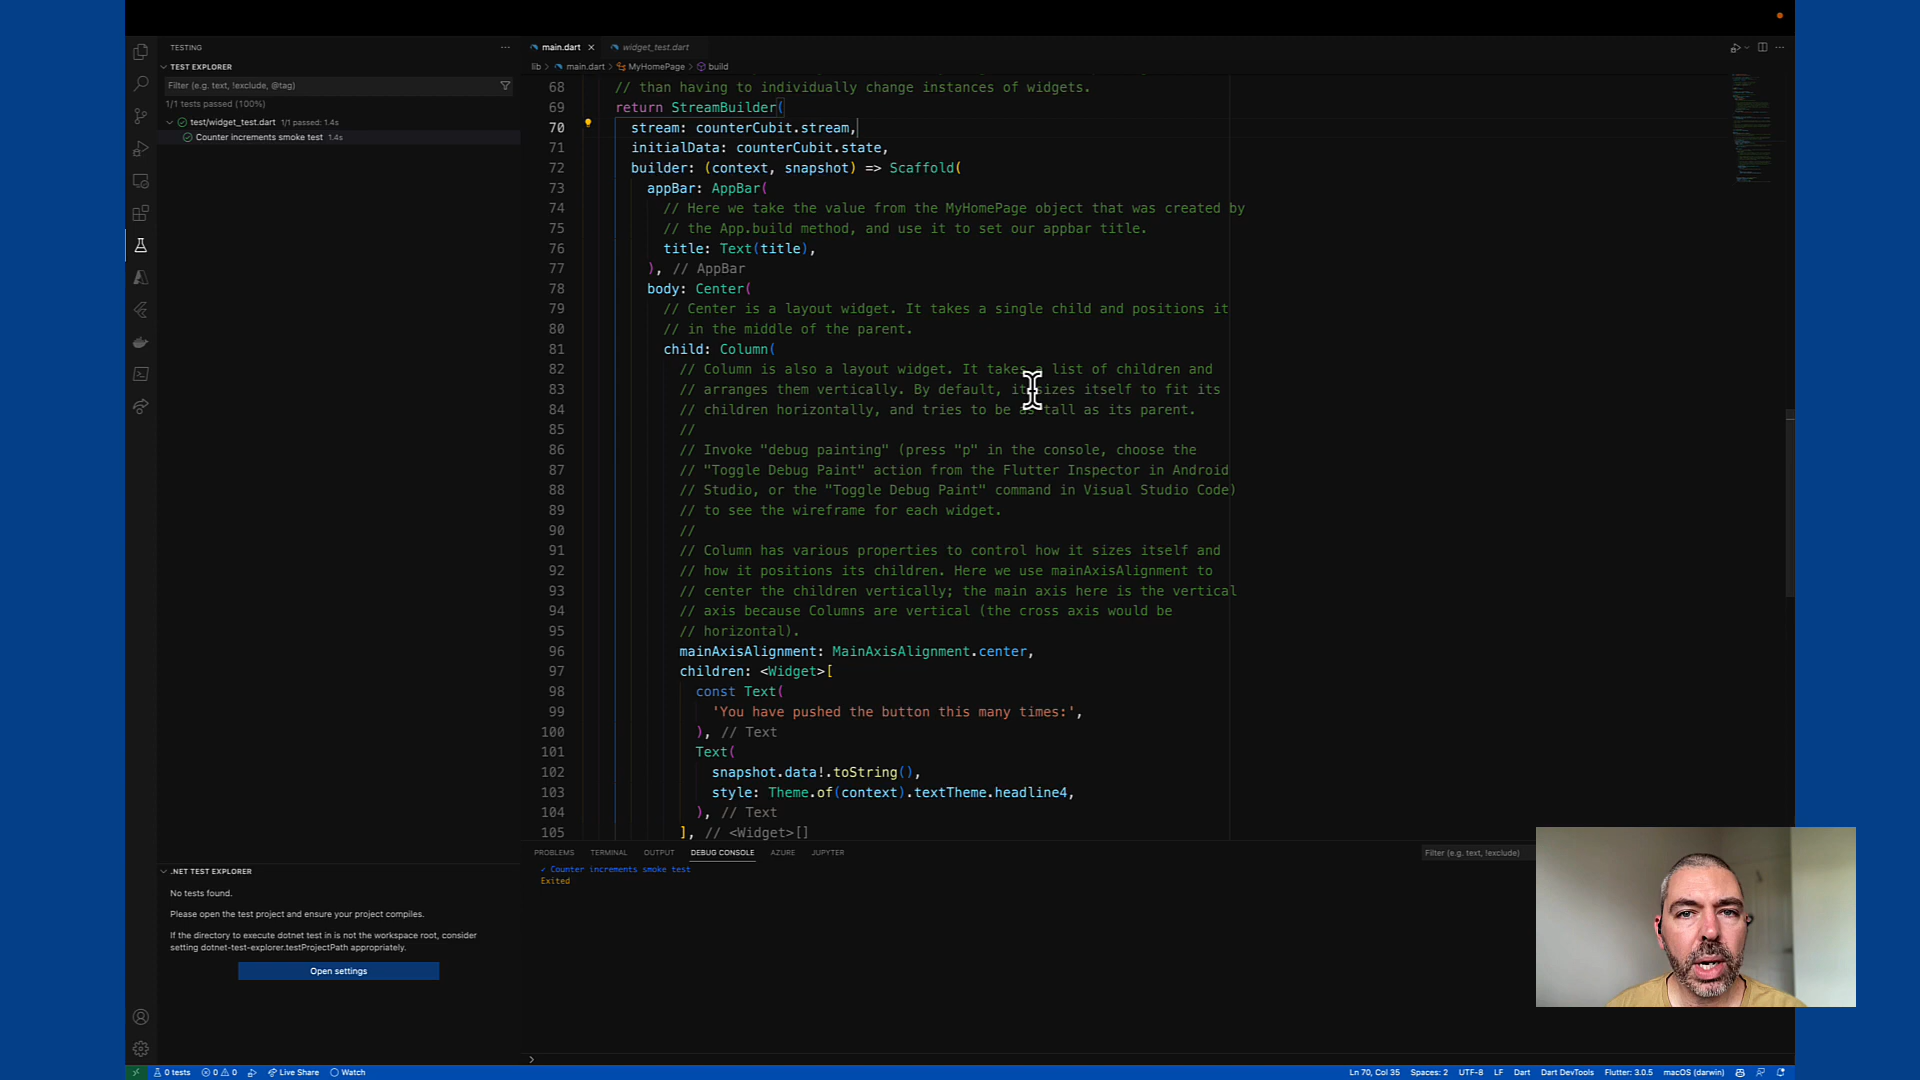 TESTING
TEST EXPLORER
Filter (e.g. text, !exclude, @tag)
1/1 tests passed (100%)
test/widget_test.dart 1/1 passed: 1.4s
Counter increments smoke test 1.4s
main.dart
widget_test.dart
lib > main.dart > MyHomePage > build
68 // than having to individually change instances of widgets.
69 return StreamBuilder(
70 stream: counterCubit.stream,
71 initialData: counterCubit.state,
72 builder: (context, snapshot) => Scaffold(
73 appBar: AppBar(
74 // Here we take the value from the MyHomePage object that was created by
75 // the App.build method, and use it to set our appbar title.
76 title: Text(title),
77 ), // AppBar
78 body: Center(
79 // Center is a layout widget. It takes a single child and positions it
80 // in the middle of the parent.
81 child: Column(
82 // Column is also a layout widget. It takes a list of children and
83 // arranges them vertically. By default, it sizes itself to fit its
84 // children horizontally, and tries to be as tall as its parent.
85 //
86 // Invoke "debug painting" (press "p" in the console, choose the
87 // "Toggle Debug Paint" action from the Flutter Inspector in Android
88 // Studio, or the "Toggle Debug Paint" command in Visual Studio Code)
89 // to see the wireframe for each widget.
90 //
91 // Column has various properties to control how it sizes itself and
92 // how it positions its children. Here we use mainAxisAlignment to
93 // center the children vertically; the main axis here is the vertical
94 // axis because Columns are vertical (the cross axis would be
95 // horizontal).
96 mainAxisAlignment: MainAxisAlignment.center,
97 children: <Widget>[
98 const Text(
99 'You have pushed the button this many times:',
100 ), // Text
101 Text(
102 snapshot.data!.toString(),
103 style: Theme.of(context).textTheme.headline4,
104 ), // Text
105 ], // <Widget>[]
PROBLEMS TERMINAL OUTPUT DEBUG CONSOLE AZURE JUPYTER
Filter (e.g. text, !exclude)
✓ Counter increments smoke test
Exited
.NET TEST EXPLORER
No tests found.
Please open the test project and ensure your project compiles.
If the directory to execute dotnet test in is not the workspace root, consider
setting dotnet-test-explorer.testProjectPath appropriately.
Open settings
0 tests 0 0 Live Share Watch
Ln 70, Col 35 Spaces: 2 UTF-8 LF Dart Dart DevTools Flutter: 3.0.5 macOS (darwin)